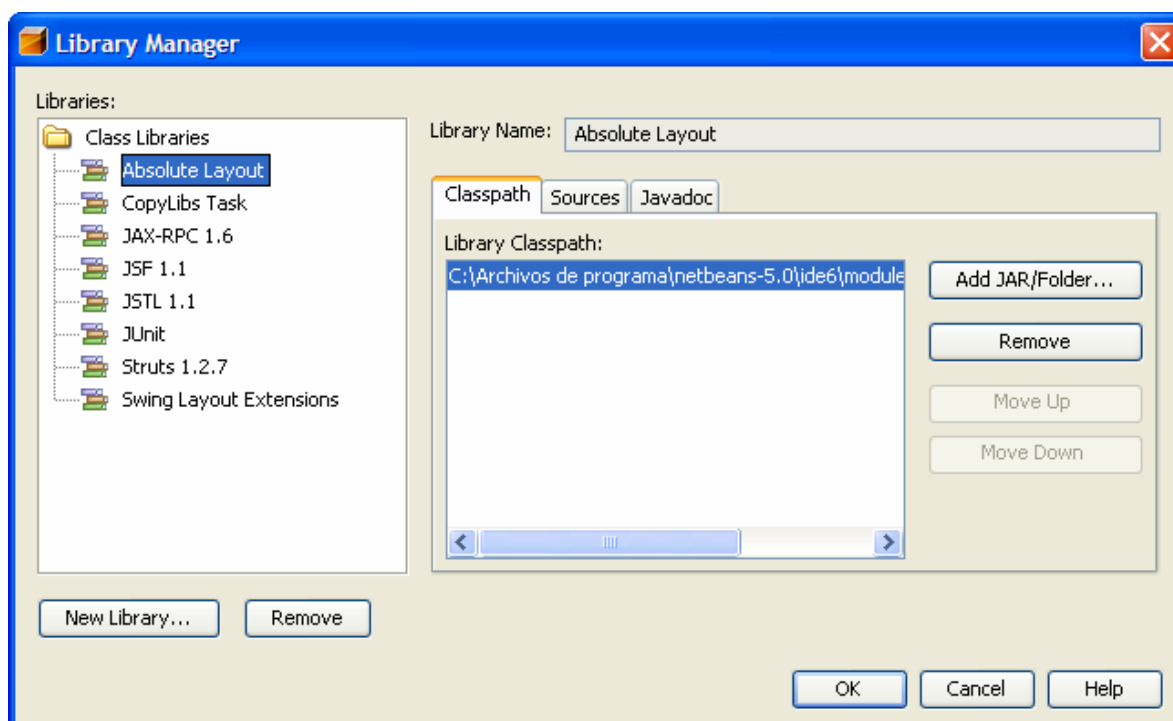 Library Manager
Libraries:
Class Libraries
Absolute Layout
CopyLibs Task
JAX-RPC 1.6
JSF 1.1
JSTL 1.1
JUnit
Struts 1.2.7
Swing Layout Extensions
New Library...
Remove
Library Name:
Absolute Layout
Classpath
Sources
Javadoc
Library Classpath:
C:\Archivos de programa\netbeans-5.0\ide6\module
Add JAR/Folder...
Remove
Move Up
Move Down
OK
Cancel
Help